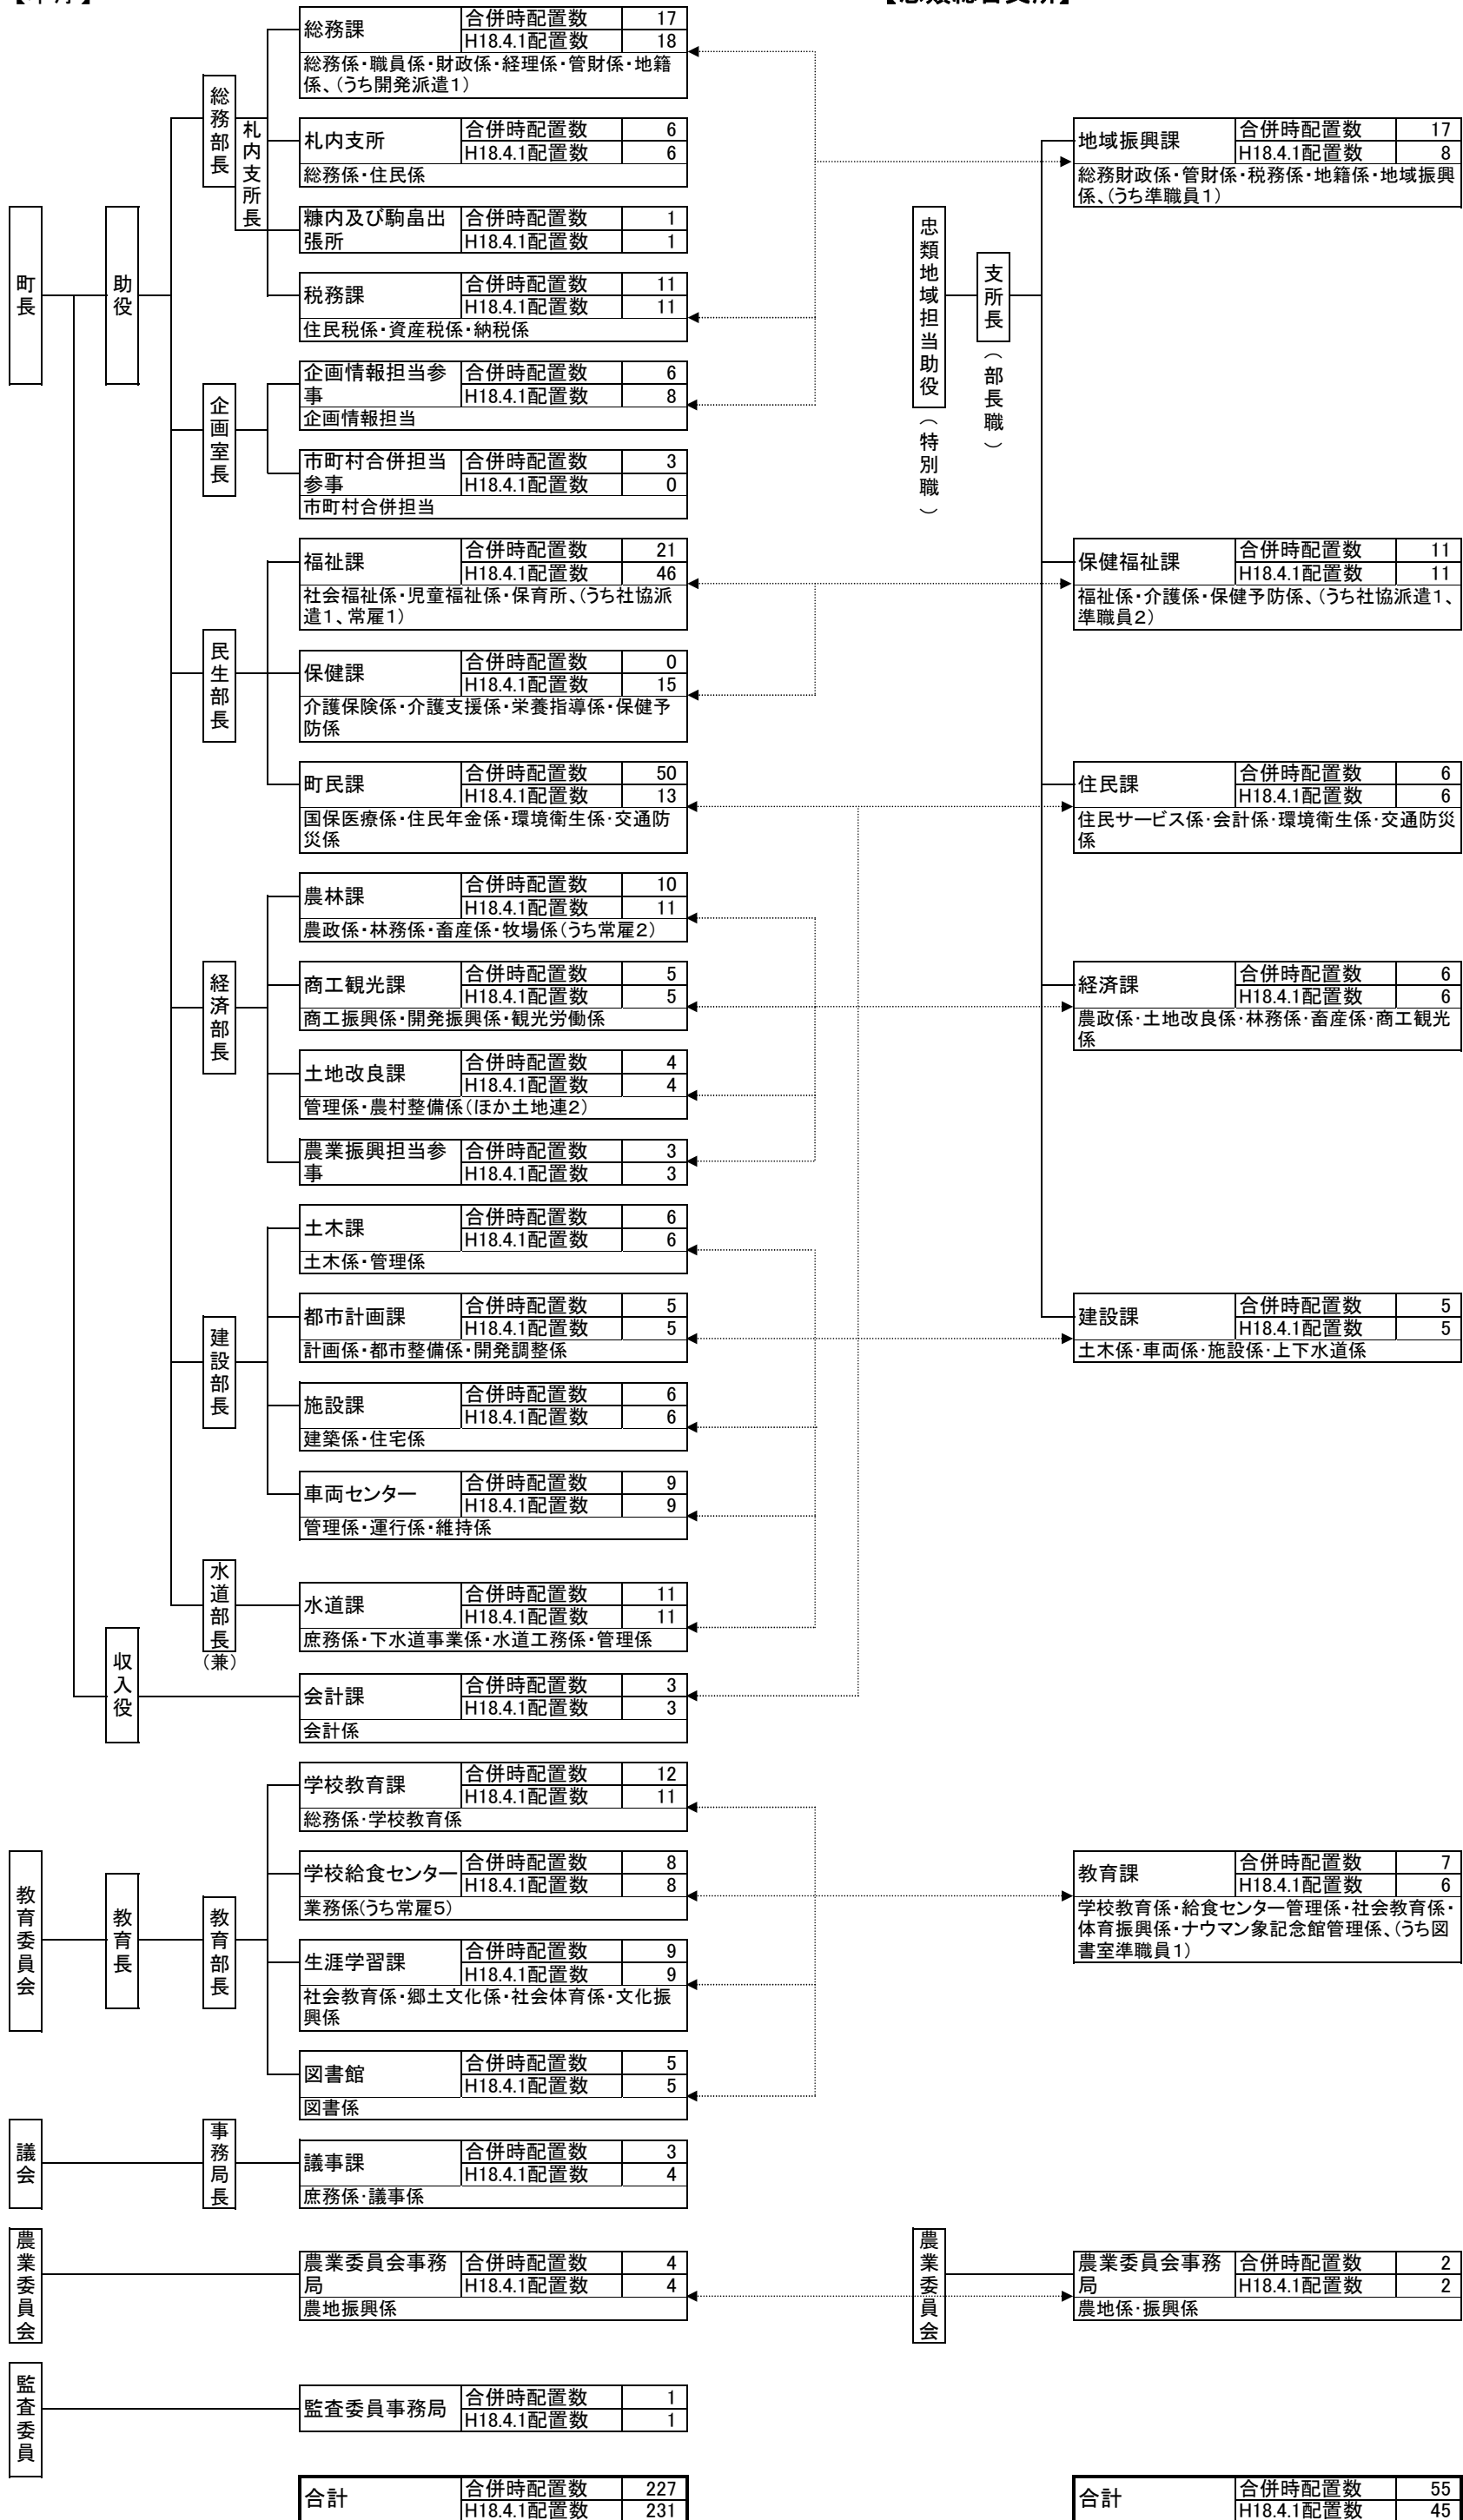 総務課
合併時配置数 17
H18.4.1配置数 18
総務係・職員係・財政係・経理係・管財係・地籍
係、(うち開発派遣1)
総務部長
札内支所長
札内支所
合併時配置数 6
H18.4.1配置数 6
総務係・住民係
糠内及び駒畠出
張所
合併時配置数 1
H18.4.1配置数 1
町長
助役
税務課
合併時配置数 11
H18.4.1配置数 11
住民税係・資産税係・納税係
企画室長
企画情報担当参
事
合併時配置数 6
H18.4.1配置数 8
企画情報担当
市町村合併担当
参事
合併時配置数 3
H18.4.1配置数 0
市町村合併担当
民生部長
福祉課
合併時配置数 21
H18.4.1配置数 46
社会福祉係・児童福祉係・保育所、(うち社協派
遣1、常雇1)
保健課
合併時配置数 0
H18.4.1配置数 15
介護保険係・介護支援係・栄養指導係・保健予
防係
町民課
合併時配置数 50
H18.4.1配置数 13
国保医療係・住民年金係・環境衛生係・交通防
災係
経済部長
農林課
合併時配置数 10
H18.4.1配置数 11
農政係・林務係・畜産係・牧場係(うち常雇2)
商工観光課
合併時配置数 5
H18.4.1配置数 5
商工振興係・開発振興係・観光労働係
土地改良課
合併時配置数 4
H18.4.1配置数 4
管理係・農村整備係(ほか土地連2)
農業振興担当参
事
合併時配置数 3
H18.4.1配置数 3
建設部長
土木課
合併時配置数 6
H18.4.1配置数 6
土木係・管理係
都市計画課
合併時配置数 5
H18.4.1配置数 5
計画係・都市整備係・開発調整係
施設課
合併時配置数 6
H18.4.1配置数 6
建築係・住宅係
車両センター
合併時配置数 9
H18.4.1配置数 9
管理係・運行係・維持係
水道部長
(兼)
水道課
合併時配置数 11
H18.4.1配置数 11
庶務係・下水道事業係・水道工務係・管理係
収入役
会計課
合併時配置数 3
H18.4.1配置数 3
会計係
教育委員会
教育長
教育部長
学校教育課
合併時配置数 12
H18.4.1配置数 11
総務係・学校教育係
学校給食センター
合併時配置数 8
H18.4.1配置数 8
業務係(うち常雇5)
生涯学習課
合併時配置数 9
H18.4.1配置数 9
社会教育係・郷土文化係・社会体育係・文化振
興係
図書館
合併時配置数 5
H18.4.1配置数 5
図書係
議会
事務局長
議事課
合併時配置数 3
H18.4.1配置数 4
庶務係・議事係
農業委員会
農業委員会事務
局
合併時配置数 4
H18.4.1配置数 4
農地振興係
監査委員
監査委員事務局
合併時配置数 1
H18.4.1配置数 1
合計
合併時配置数 227
H18.4.1配置数 231
忠類地域担当助役(特別職)
支所長(部長職)
地域振興課
合併時配置数 17
H18.4.1配置数 8
総務財政係・管財係・税務係・地籍係・地域振興
係、(うち準職員1)
保健福祉課
合併時配置数 11
H18.4.1配置数 11
福祉係・介護係・保健予防係、(うち社協派遣1、
準職員2)
住民課
合併時配置数 6
H18.4.1配置数 6
住民サービス係・会計係・環境衛生係・交通防災
係
経済課
合併時配置数 6
H18.4.1配置数 6
農政係・土地改良係・林務係・畜産係・商工観光
係
建設課
合併時配置数 5
H18.4.1配置数 5
土木係・車両係・施設係・上下水道係
教育課
合併時配置数 7
H18.4.1配置数 6
学校教育係・給食センター管理係・社会教育係・
体育振興係・ナウマン象記念館管理係、(うち図
書室準職員1)
農業委員会
農業委員会事務
局
合併時配置数 2
H18.4.1配置数 2
農地係・振興係
合計
合併時配置数 55
H18.4.1配置数 45